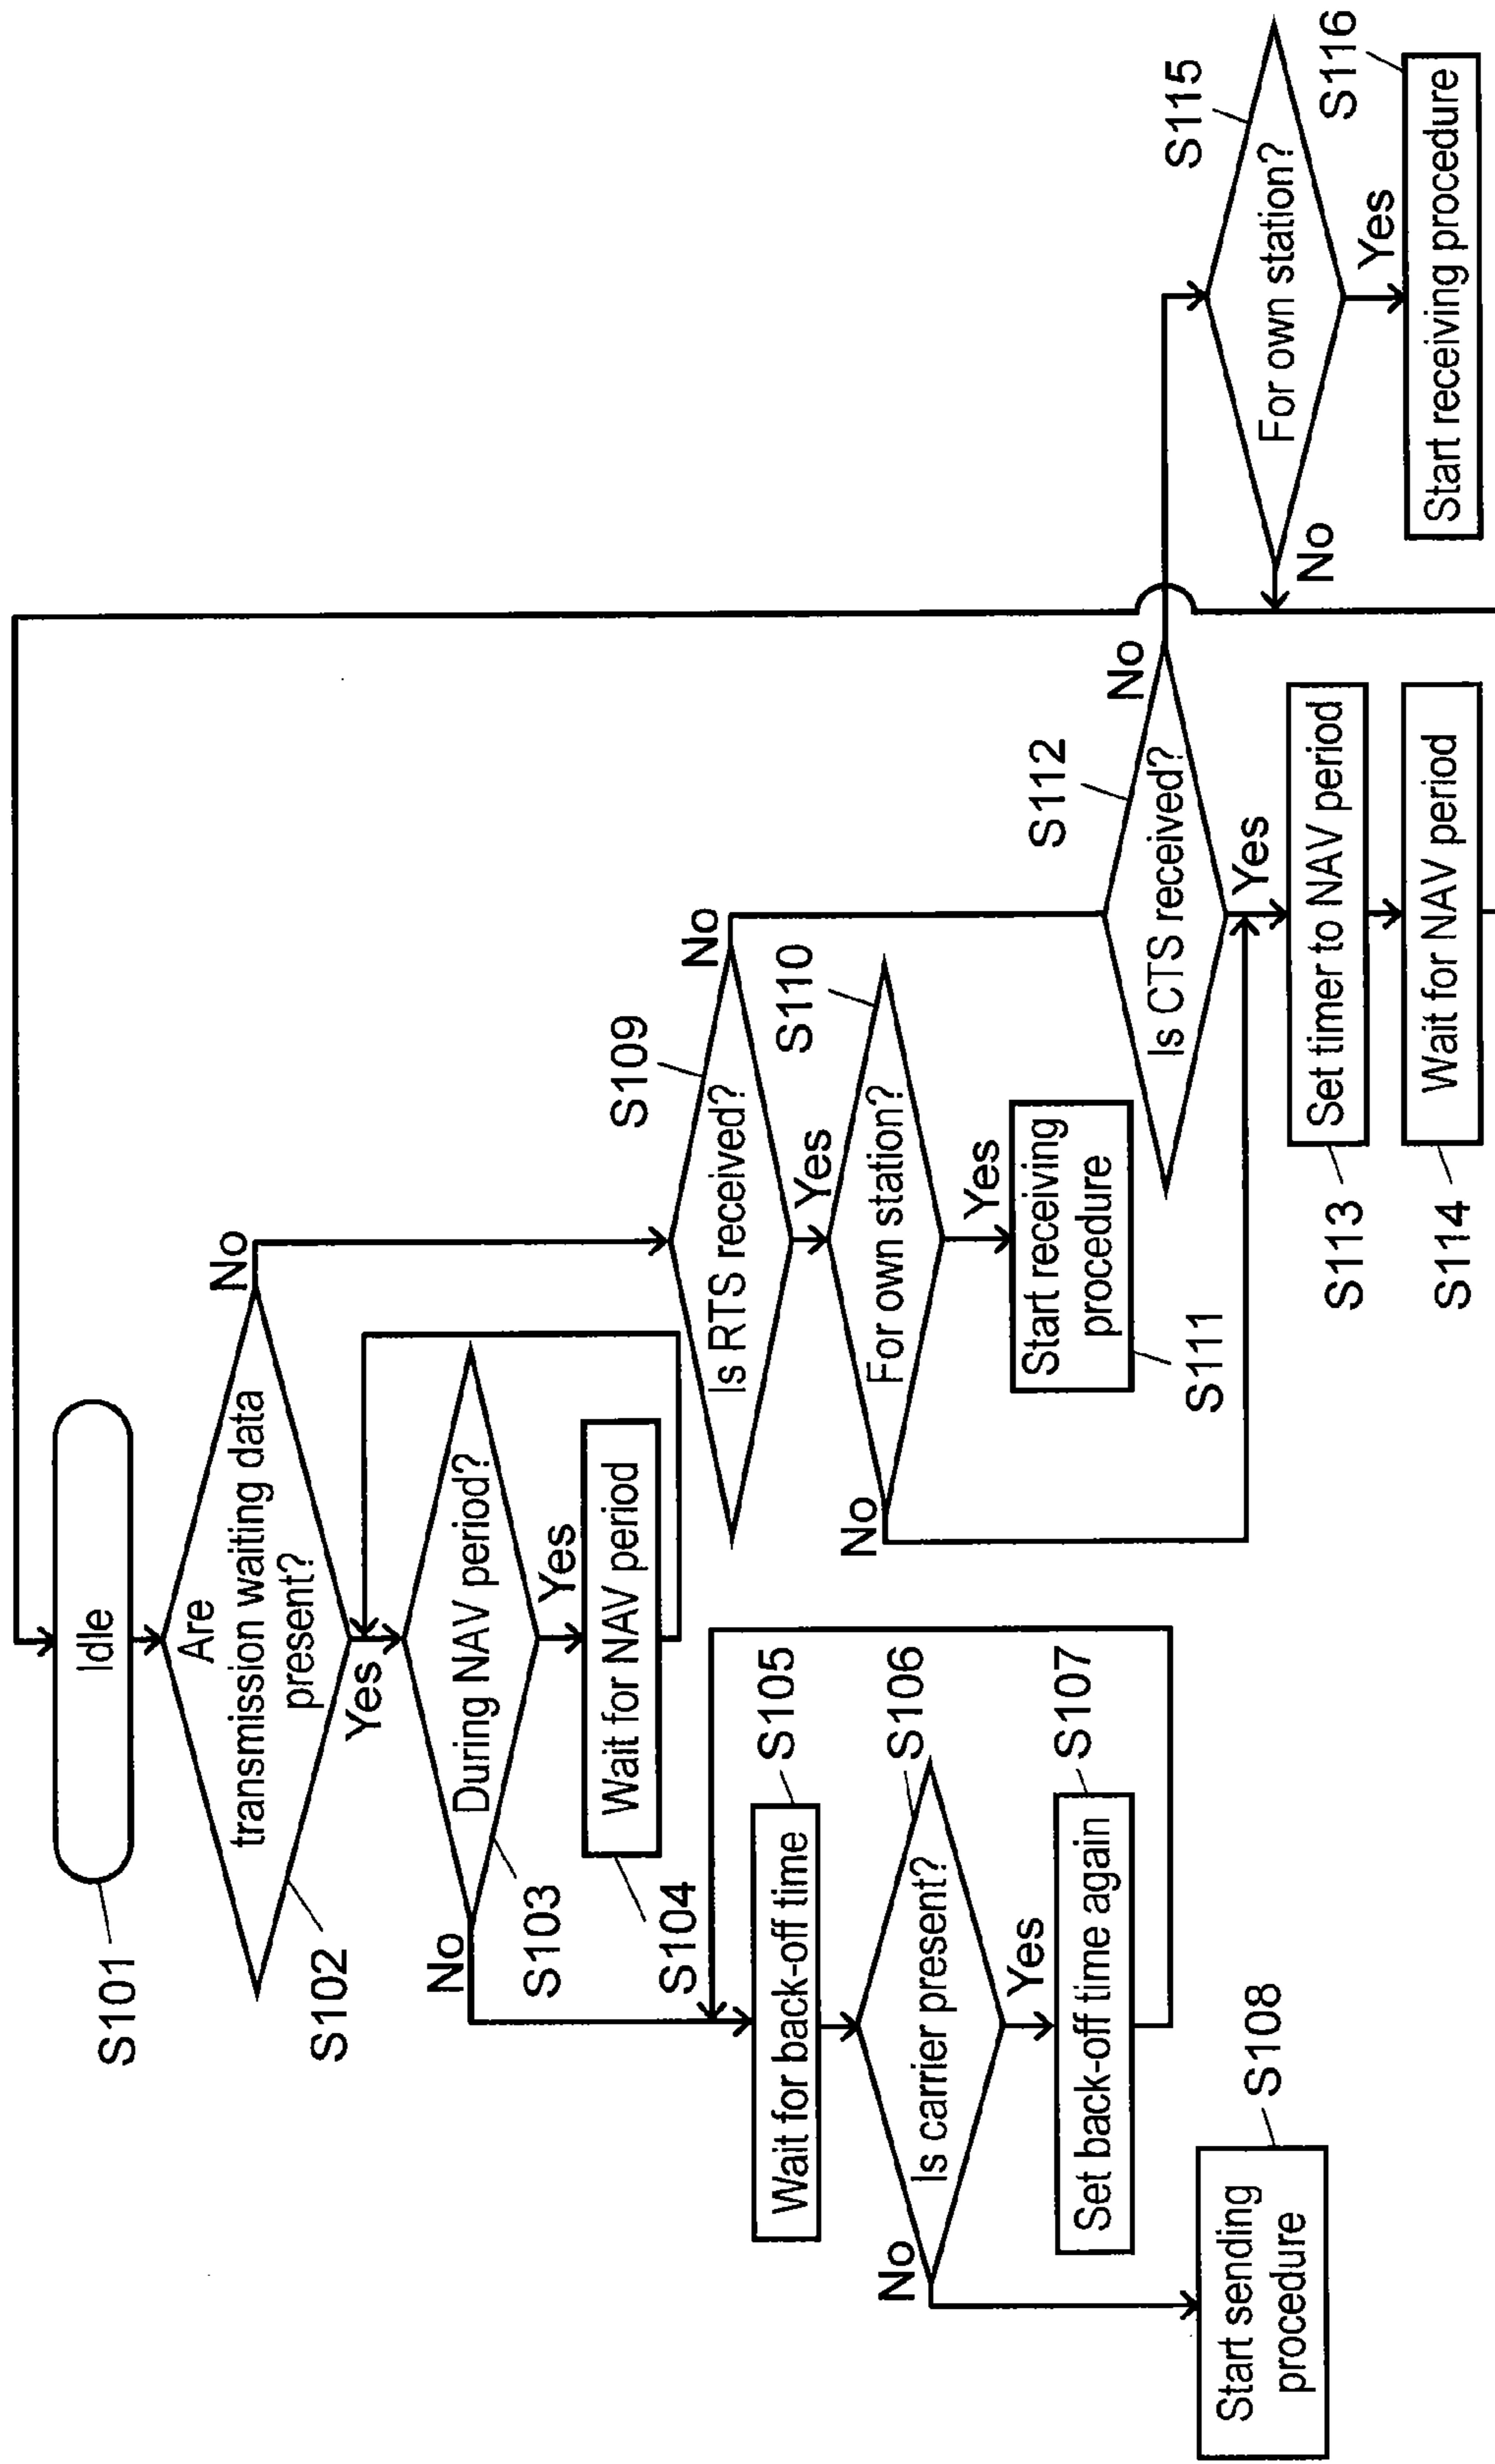 S101
Idle
S102
Are
transmission waiting data
present?
No
Yes
S103
During NAV period?
No
Yes
S104
Wait for NAV period
S105
Wait for back-off time
S106
Is carrier present?
No
Yes
S107
Set back-off time again
S108
Start sending
procedure
S109
Is RTS received?
No
Yes
S110
For own station?
No
Yes
Start receiving
procedure
S111
S112
Is CTS received?
No
Yes
S113
Set timer to NAV period
S114
Wait for NAV period
S115
For own station?
No
Yes
S116
Start receiving procedure